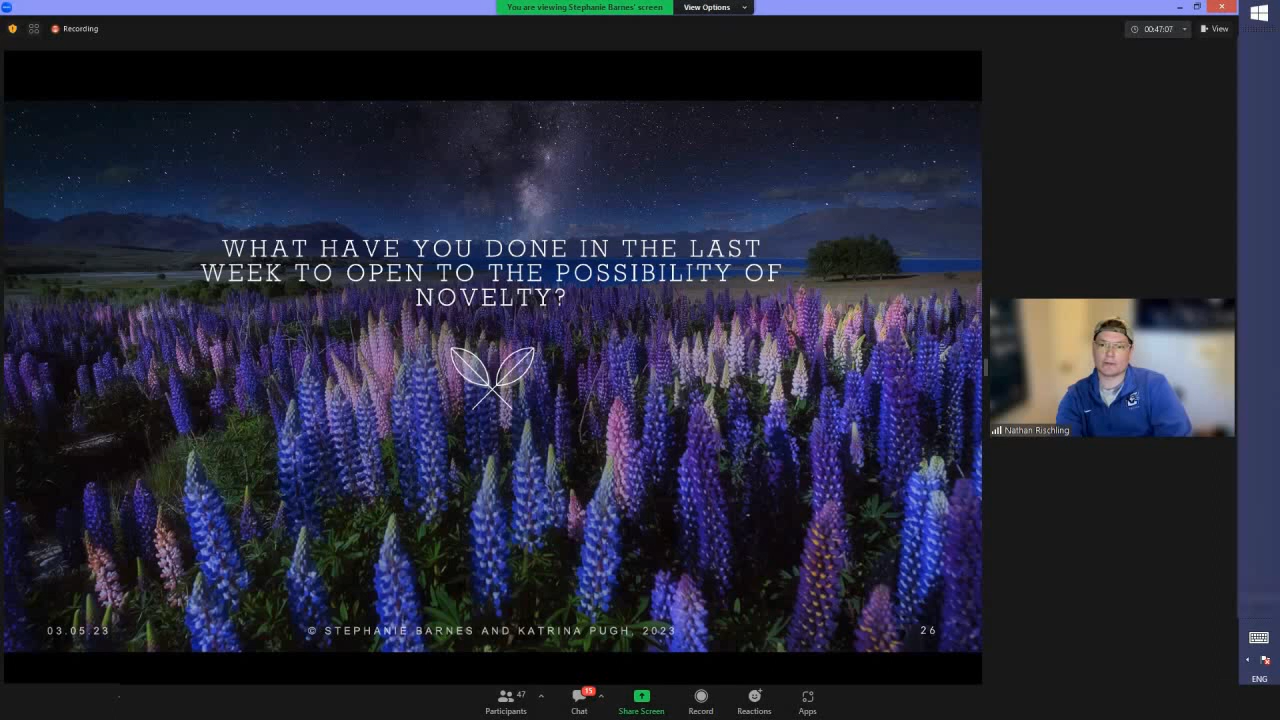 You are viewing Stephanie Barnes' screen
View Options
Recording
00:47:07
View
WHAT HAVE YOU DONE IN THE LAST
WEEK TO OPEN TO THE POSSIBILITY OF
NOVELTY?
Nathan Rischling
03.05.23
© STEPHANIE BARNES AND KATRINA PUGH, 2023
26
47
Participants
15
Chat
Share Screen
Record
Reactions
Apps
ENG